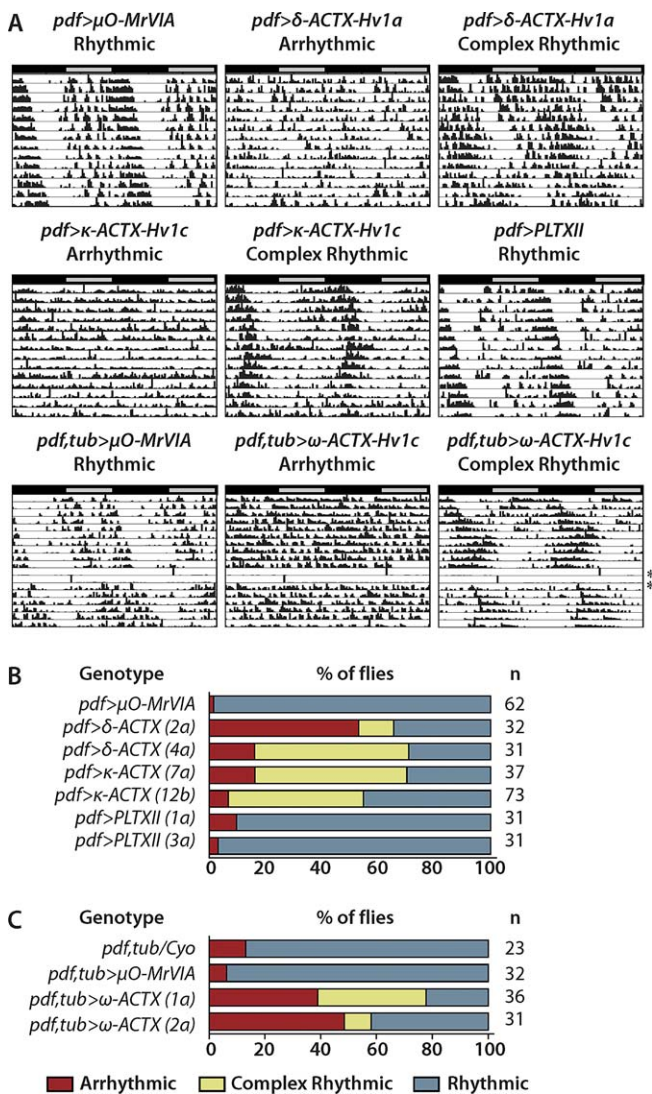 A
pdf>μO-MrVIA
Rhythmic
pdf>δ-ACTX-Hv1a
Arrhythmic
pdf>δ-ACTX-Hv1a
Complex Rhythmic
pdf>κ-ACTX-Hv1c
Arrhythmic
pdf>κ-ACTX-Hv1c
Complex Rhythmic
pdf>PLTXII
Rhythmic
pdf,tub>μO-MrVIA
Rhythmic
pdf,tub>ω-ACTX-Hv1c
Arrhythmic
pdf,tub>ω-ACTX-Hv1c
Complex Rhythmic
*
*
B Genotype % of flies n
pdf>μO-MrVIA 62
pdf>δ-ACTX (2a) 32
pdf>δ-ACTX (4a) 31
pdf>κ-ACTX (7a) 37
pdf>κ-ACTX (12b) 73
pdf>PLTXII (1a) 31
pdf>PLTXII (3a) 31
0 20 40 60 80 100
C Genotype % of flies n
pdf,tub/Cyo 23
pdf,tub>μO-MrVIA 32
pdf,tub>ω-ACTX (1a) 36
pdf,tub>ω-ACTX (2a) 31
0 20 40 60 80 100
Arrhythmic Complex Rhythmic Rhythmic